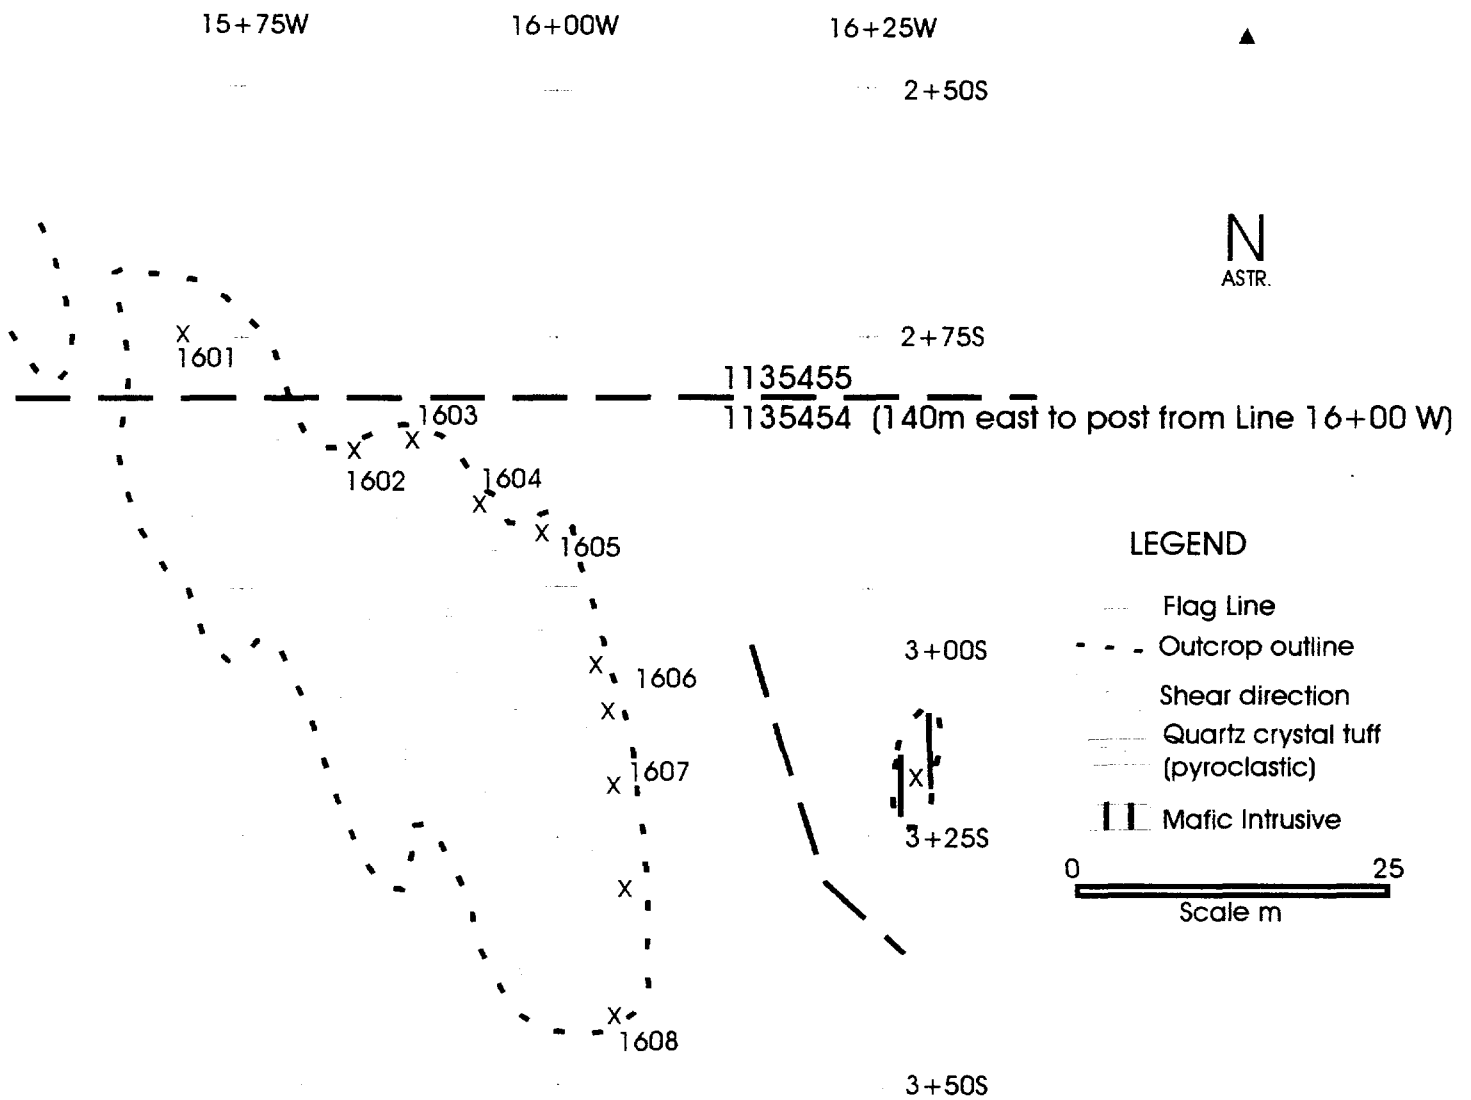 15+75W
16+00W
16+25W
2+50S
N
ASTR.
X
1601
2+75S
1135455
1603
1135454 (140m east to post from Line 16+00 W)
X
X
1602
1604
X
X
1605
LEGEND
Flag Line
Outcrop outline
3+00S
X
1606
Shear direction
X
Quartz crystal tuff
(pyroclastic)
1607
X
X
Mafic Intrusive
3+25S
0 25
X
Scale m
X
1608
3+50S